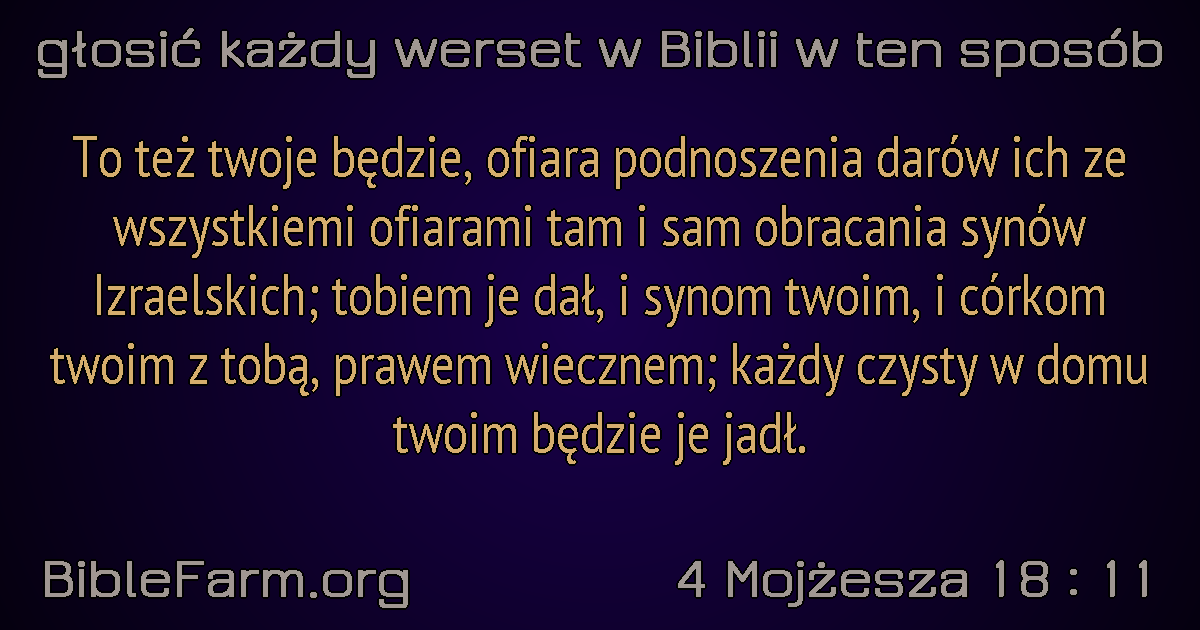 głosić każdy werset w Biblii w ten sposób
To też twoje będzie, ofiara podnoszenia darów ich ze
wszystkiemi ofiarami tam i sam obracania synów
Izraelskich; tobiem je dał, i synom twoim, i córkom
twoim z tobą, prawem wiecznem; każdy czysty w domu
twoim będzie je jadł.
BibleFarm.org
4 Mojżesza 18 : 11